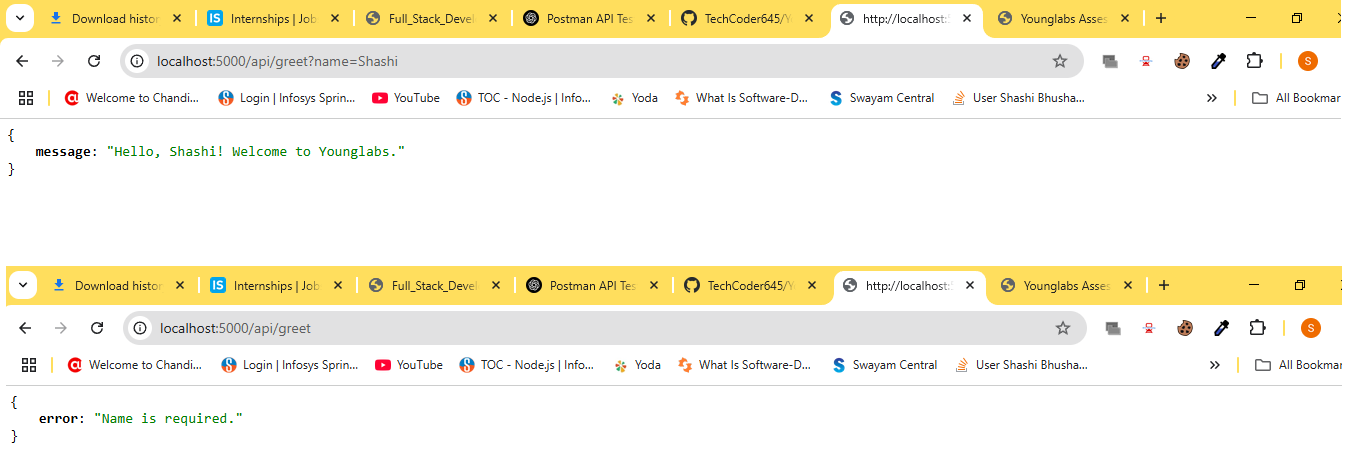 Download histor
Internships | Job
Full_Stack_Devel
Postman API Tes
TechCoder645/Yo
http://localhost:5
Younglabs Asses
localhost:5000/api/greet?name=Shashi
S
Welcome to Chandi...
Login | Infosys Sprin...
YouTube
TOC - Node.js | Info...
Yoda
What Is Software-D...
Swayam Central
User Shashi Bhusha...
All Bookmar
{
message: "Hello, Shashi! Welcome to Younglabs."
}
Download histor
Internships | Job
Full_Stack_Devel
Postman API Tes
TechCoder645/Yo
http://localhost:5
Younglabs Asses
localhost:5000/api/greet
S
Welcome to Chandi...
Login | Infosys Sprin...
YouTube
TOC - Node.js | Info...
Yoda
What Is Software-D...
Swayam Central
User Shashi Bhusha...
All Bookmar
{
error: "Name is required."
}